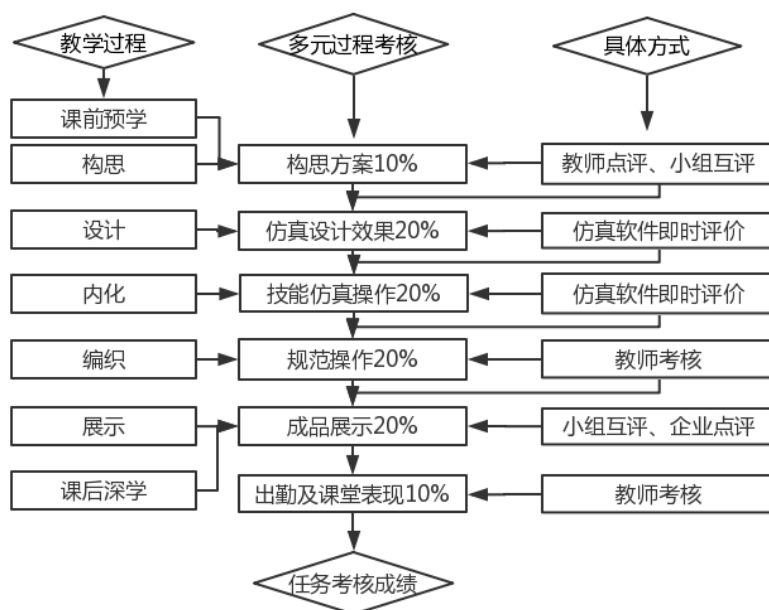 教学过程
多元过程考核
具体方式
课前预学
构思
构思方案10%
教师点评、小组互评
设计
仿真设计效果20%
仿真软件即时评价
内化
技能仿真操作20%
仿真软件即时评价
编织
规范操作20%
教师考核
展示
成品展示20%
小组互评、企业点评
课后深学
出勤及课堂表现10%
教师考核
任务考核成绩